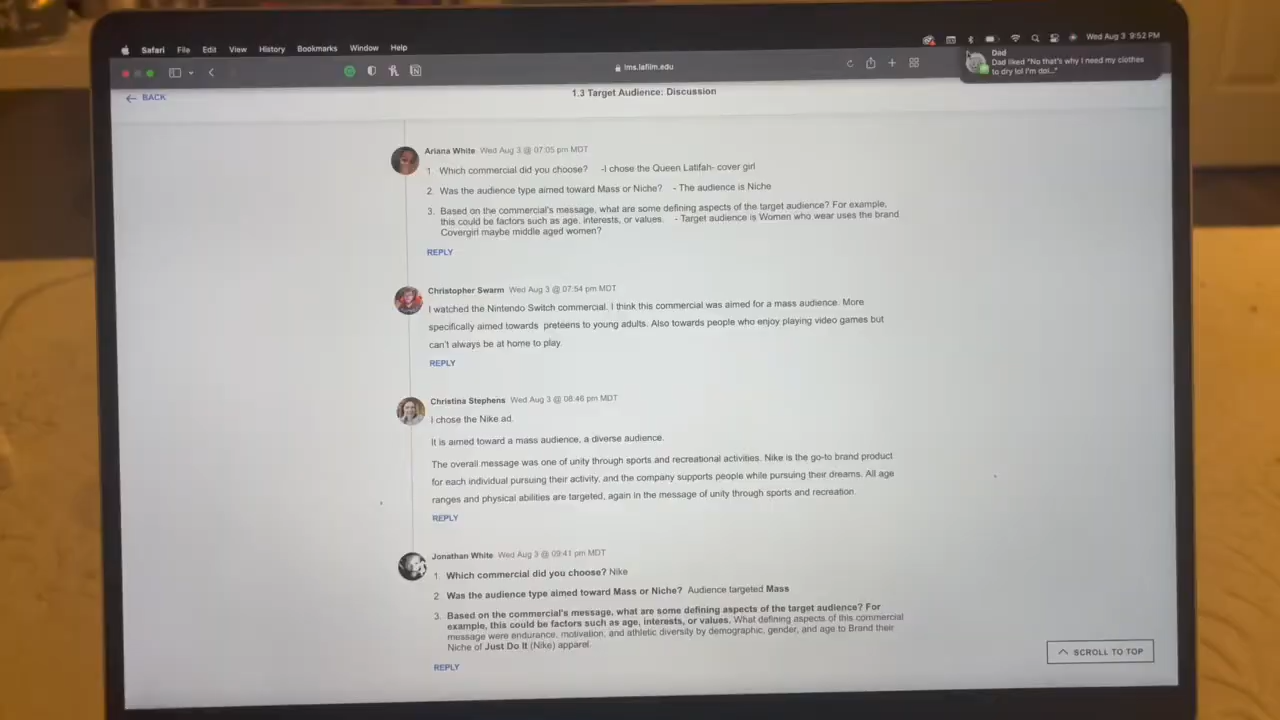 Safari File Edit View History Bookmarks Window Help
Wed Aug 3 9:52 PM
Dad
Dad liked "No that's why I need my clothes
to dry lol I'm doi..."
lms.lafilm.edu
BACK
1.3 Target Audience: Discussion
Ariana White Wed Aug 3 @ 07:05 pm MDT
1. Which commercial did you choose? -I chose the Queen Latifah- cover girl
2. Was the audience type aimed toward Mass or Niche? - The audience is Niche
3. Based on the commercial's message, what are some defining aspects of the target audience? For example,
this could be factors such as age, interests, or values. - Target audience is Women who wear uses the brand
Covergirl maybe middle aged women?
REPLY
Christopher Swarm Wed Aug 3 @ 07:54 pm MDT
I watched the Nintendo Switch commercial. I think this commercial was aimed for a mass audience. More
specifically aimed towards preteens to young adults. Also towards people who enjoy playing video games but
can't always be at home to play.
REPLY
Christina Stephens Wed Aug 3 @ 08:46 pm MDT
I chose the Nike ad.
It is aimed toward a mass audience, a diverse audience.
The overall message was one of unity through sports and recreational activities. Nike is the go-to brand product
for each individual pursuing their activity, and the company supports people while pursuing their dreams. All age
ranges and physical abilities are targeted, again in the message of unity through sports and recreation.
REPLY
Jonathan White Wed Aug 3 @ 09:41 pm MDT
1. Which commercial did you choose? Nike
2. Was the audience type aimed toward Mass or Niche? Audience targeted Mass
3. Based on the commercial's message, what are some defining aspects of the target audience? For
example, this could be factors such as age, interests, or values. What defining aspects of this commercial
message were endurance, motivation, and athletic diversity by demographic, gender, and age to Brand their
Niche of Just Do It (Nike) apparel.
REPLY
SCROLL TO TOP